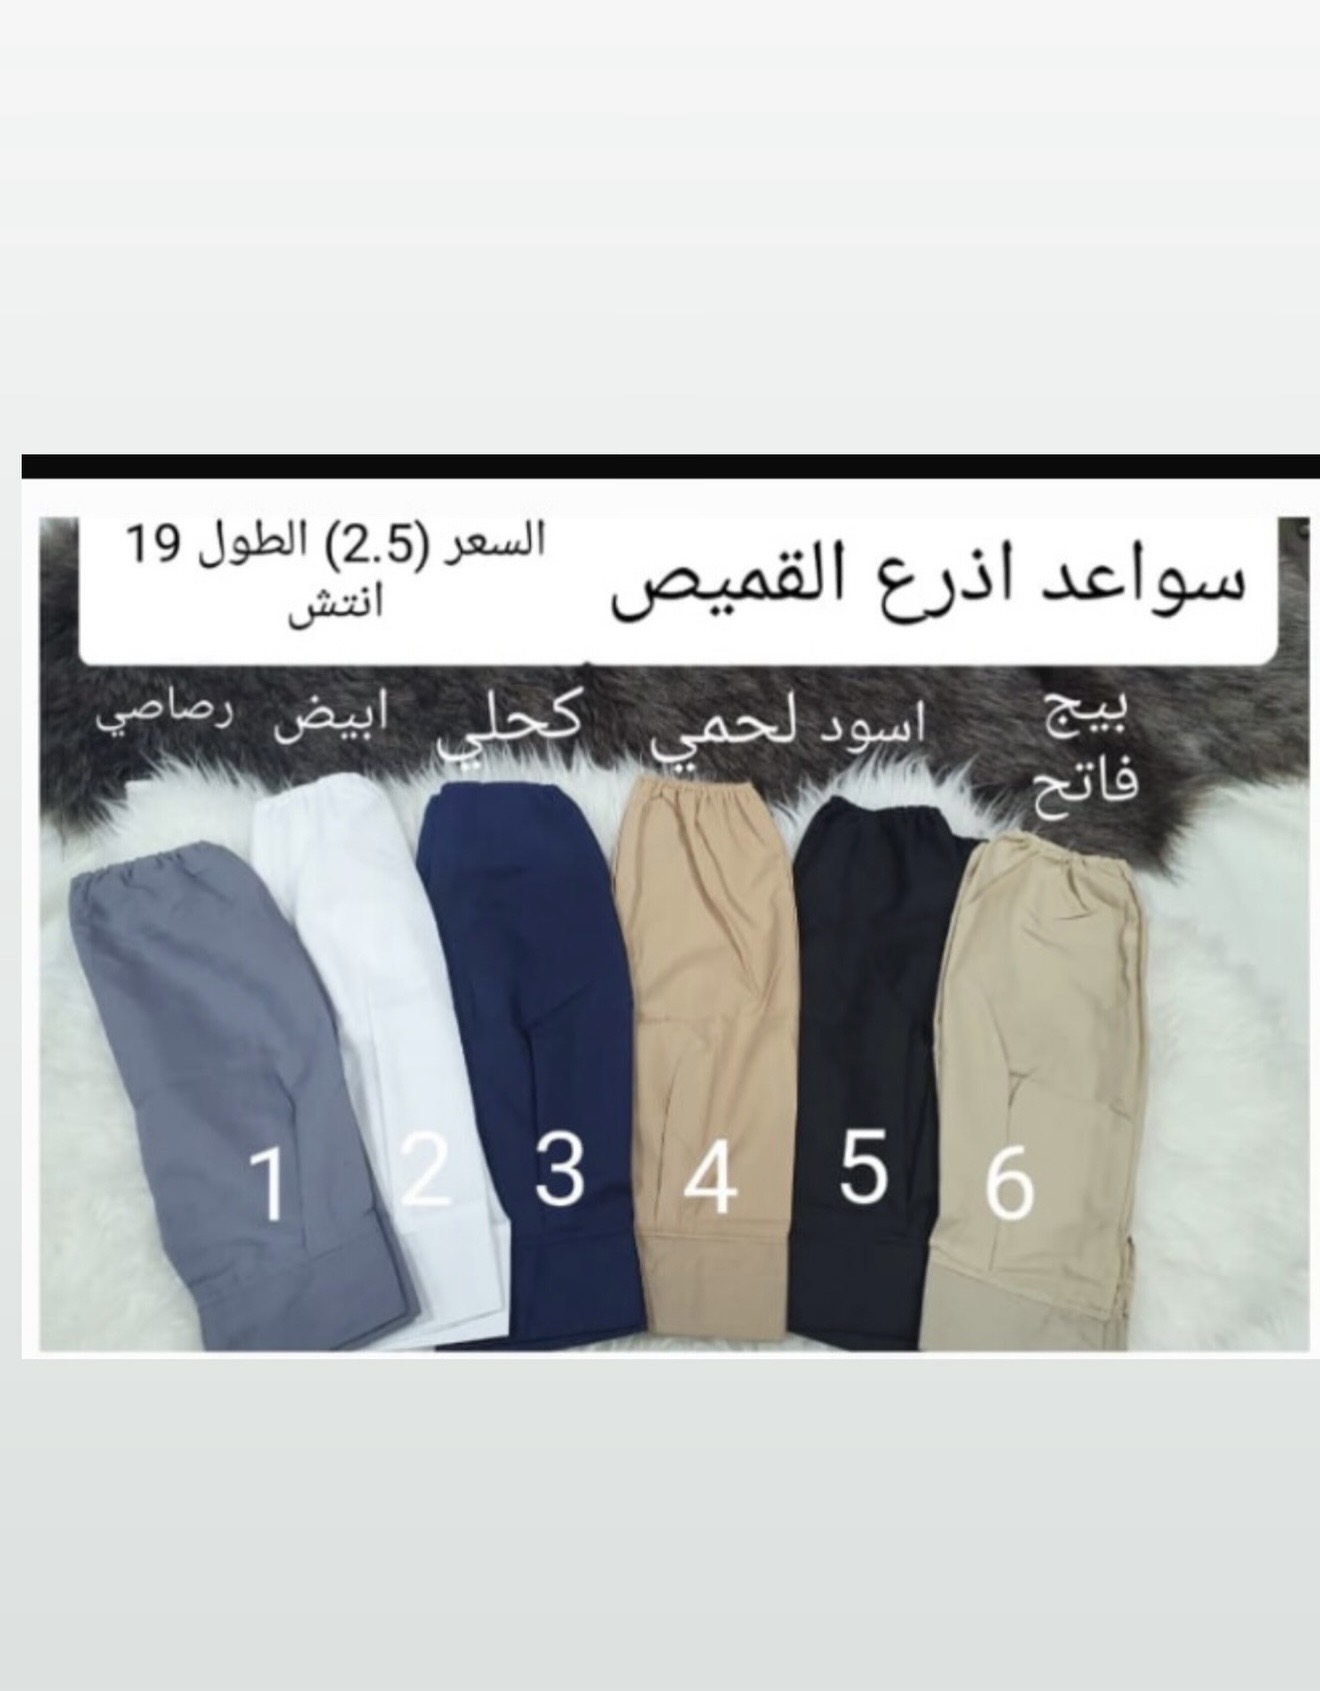 سواعد اذرع القميص
السعر (2.5) الطول 19
انتش
بيج
فاتح
اسود
لحمي
كحلي
ابيض
رصاصي
1
2
3
4
5
6